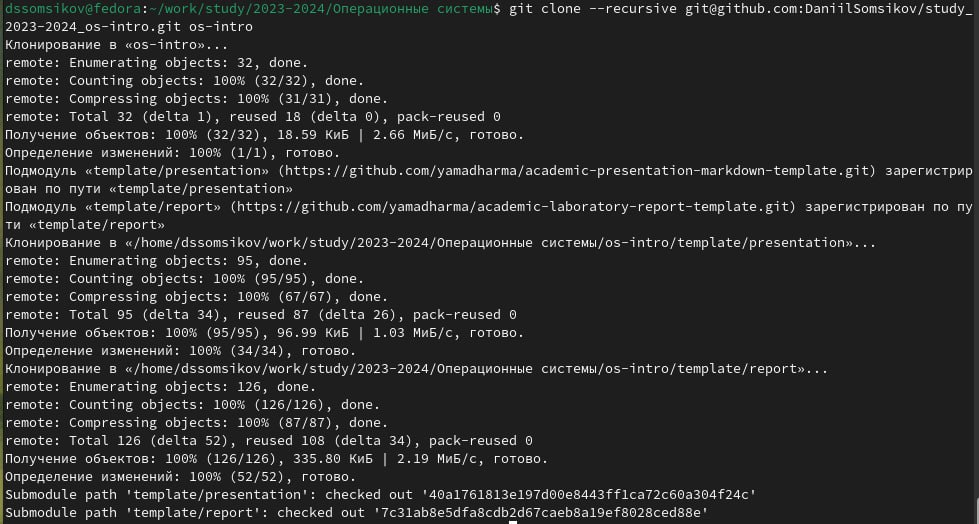 dssomsikov@fedora:~/work/study/2023-2024/Операционные системы$ git clone --recursive git@github.com:DaniilSomsikov/study_
2023-2024_os-intro.git os-intro
Клонирование в «os-intro»...
remote: Enumerating objects: 32, done.
remote: Counting objects: 100% (32/32), done.
remote: Compressing objects: 100% (31/31), done.
remote: Total 32 (delta 1), reused 18 (delta 0), pack-reused 0
Получение объектов: 100% (32/32), 18.59 КиБ | 2.66 МиБ/с, готово.
Определение изменений: 100% (1/1), готово.
Подмодуль «template/presentation» (https://github.com/yamadharma/academic-presentation-markdown-template.git) зарегистрир
ован по пути «template/presentation»
Подмодуль «template/report» (https://github.com/yamadharma/academic-laboratory-report-template.git) зарегистрирован по пу
ти «template/report»
Клонирование в «/home/dssomsikov/work/study/2023-2024/Операционные системы/os-intro/template/presentation»...
remote: Enumerating objects: 95, done.
remote: Counting objects: 100% (95/95), done.
remote: Compressing objects: 100% (67/67), done.
remote: Total 95 (delta 34), reused 87 (delta 26), pack-reused 0
Получение объектов: 100% (95/95), 96.99 КиБ | 1.03 МиБ/с, готово.
Определение изменений: 100% (34/34), готово.
Клонирование в «/home/dssomsikov/work/study/2023-2024/Операционные системы/os-intro/template/report»...
remote: Enumerating objects: 126, done.
remote: Counting objects: 100% (126/126), done.
remote: Compressing objects: 100% (87/87), done.
remote: Total 126 (delta 52), reused 108 (delta 34), pack-reused 0
Получение объектов: 100% (126/126), 335.80 КиБ | 2.19 МиБ/с, готово.
Определение изменений: 100% (52/52), готово.
Submodule path 'template/presentation': checked out '40a1761813e197d00e8443ff1ca72c60a304f24c'
Submodule path 'template/report': checked out '7c31ab8e5dfa8cdb2d67caeb8a19ef8028ced88e'